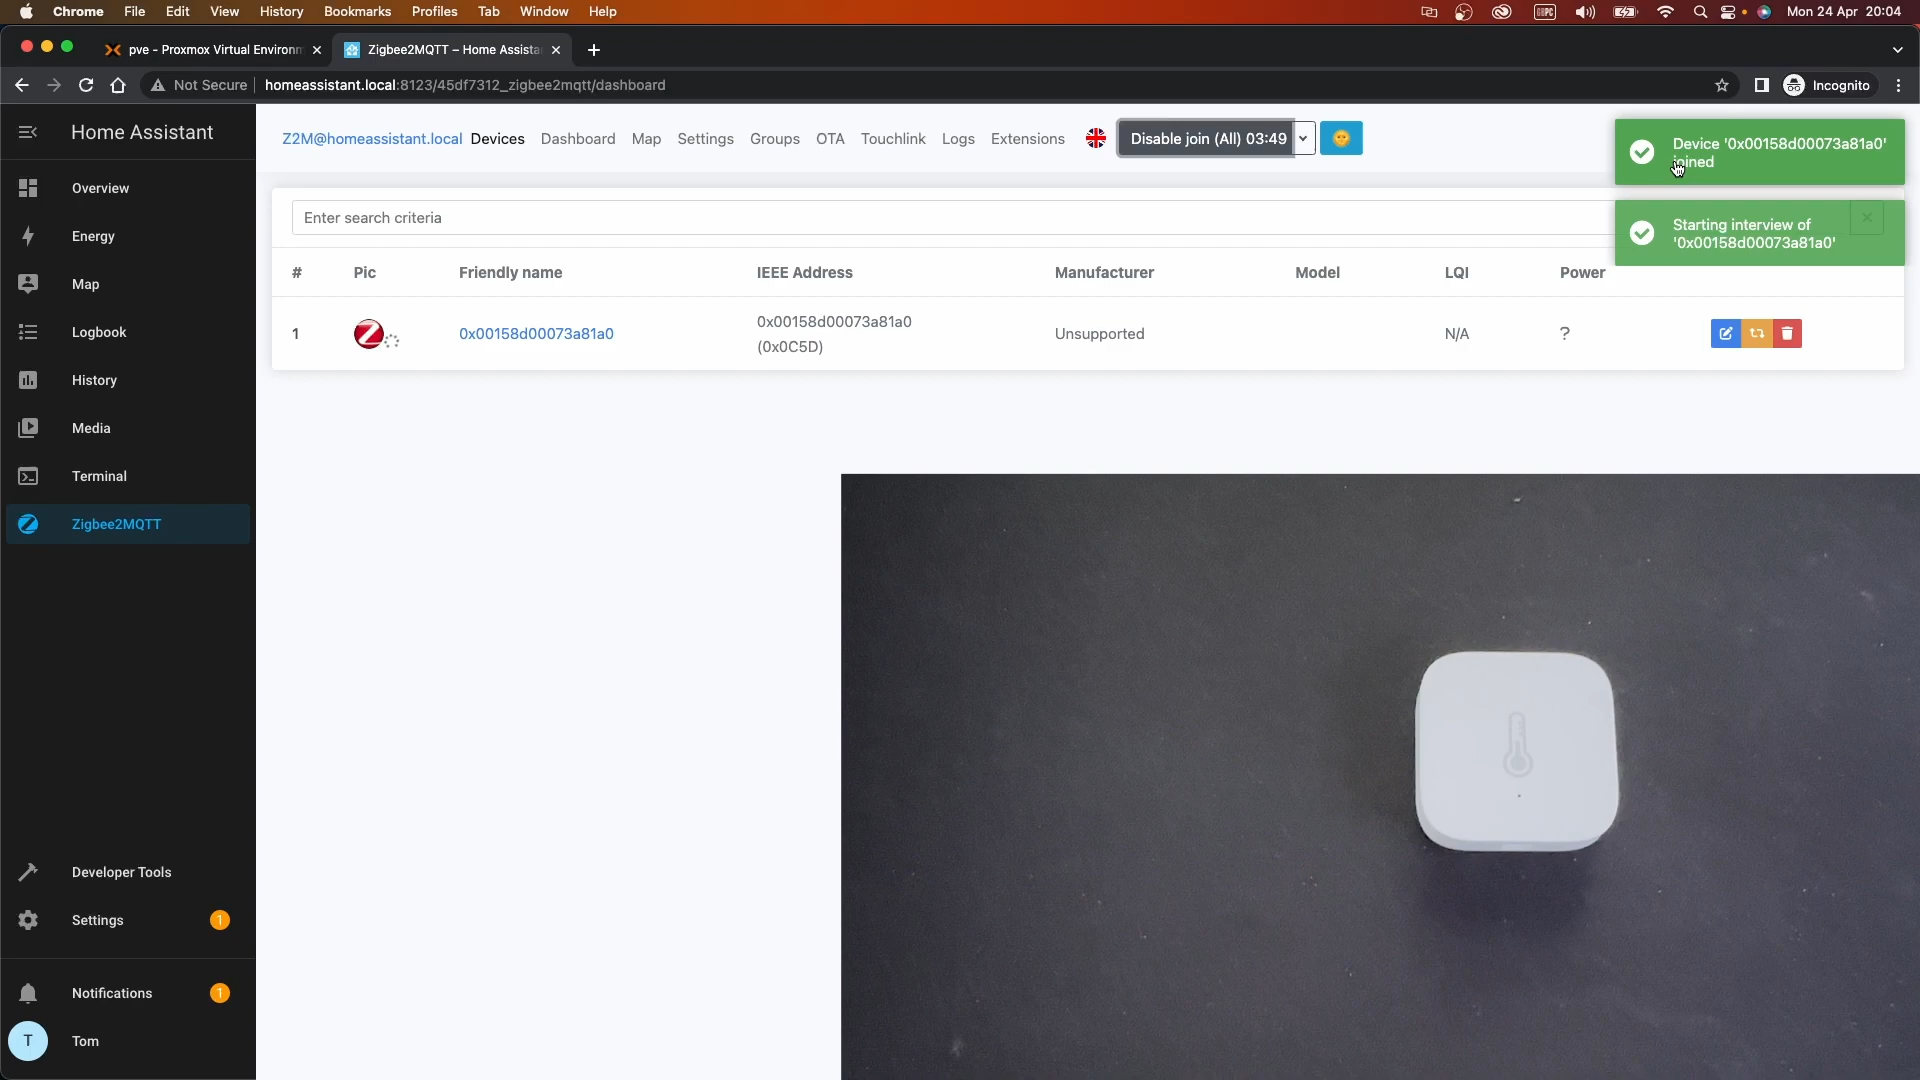 Chrome File Edit View History Bookmarks Profiles Tab Window Help Mon 24 Apr 20:04
pve - Proxmox Virtual Environm Zigbee2MQTT – Home Assista
Not Secure homeassistant.local:8123/45df7312_zigbee2mqtt/dashboard Incognito
Home Assistant
Overview
Energy
Map
Logbook
History
Media
Terminal
Zigbee2MQTT
Developer Tools
Settings 1
Notifications 1
T Tom
Z2M@homeassistant.local Devices Dashboard Map Settings Groups OTA Touchlink Logs Extensions Disable join (All) 03:49
Device '0x00158d00073a81a0'
joined
Starting interview of
'0x00158d00073a81a0'
Enter search criteria
# Pic Friendly name IEEE Address Manufacturer Model LQI Power
1 0x00158d00073a81a0 0x00158d00073a81a0 Unsupported N/A ?
(0x0C5D)